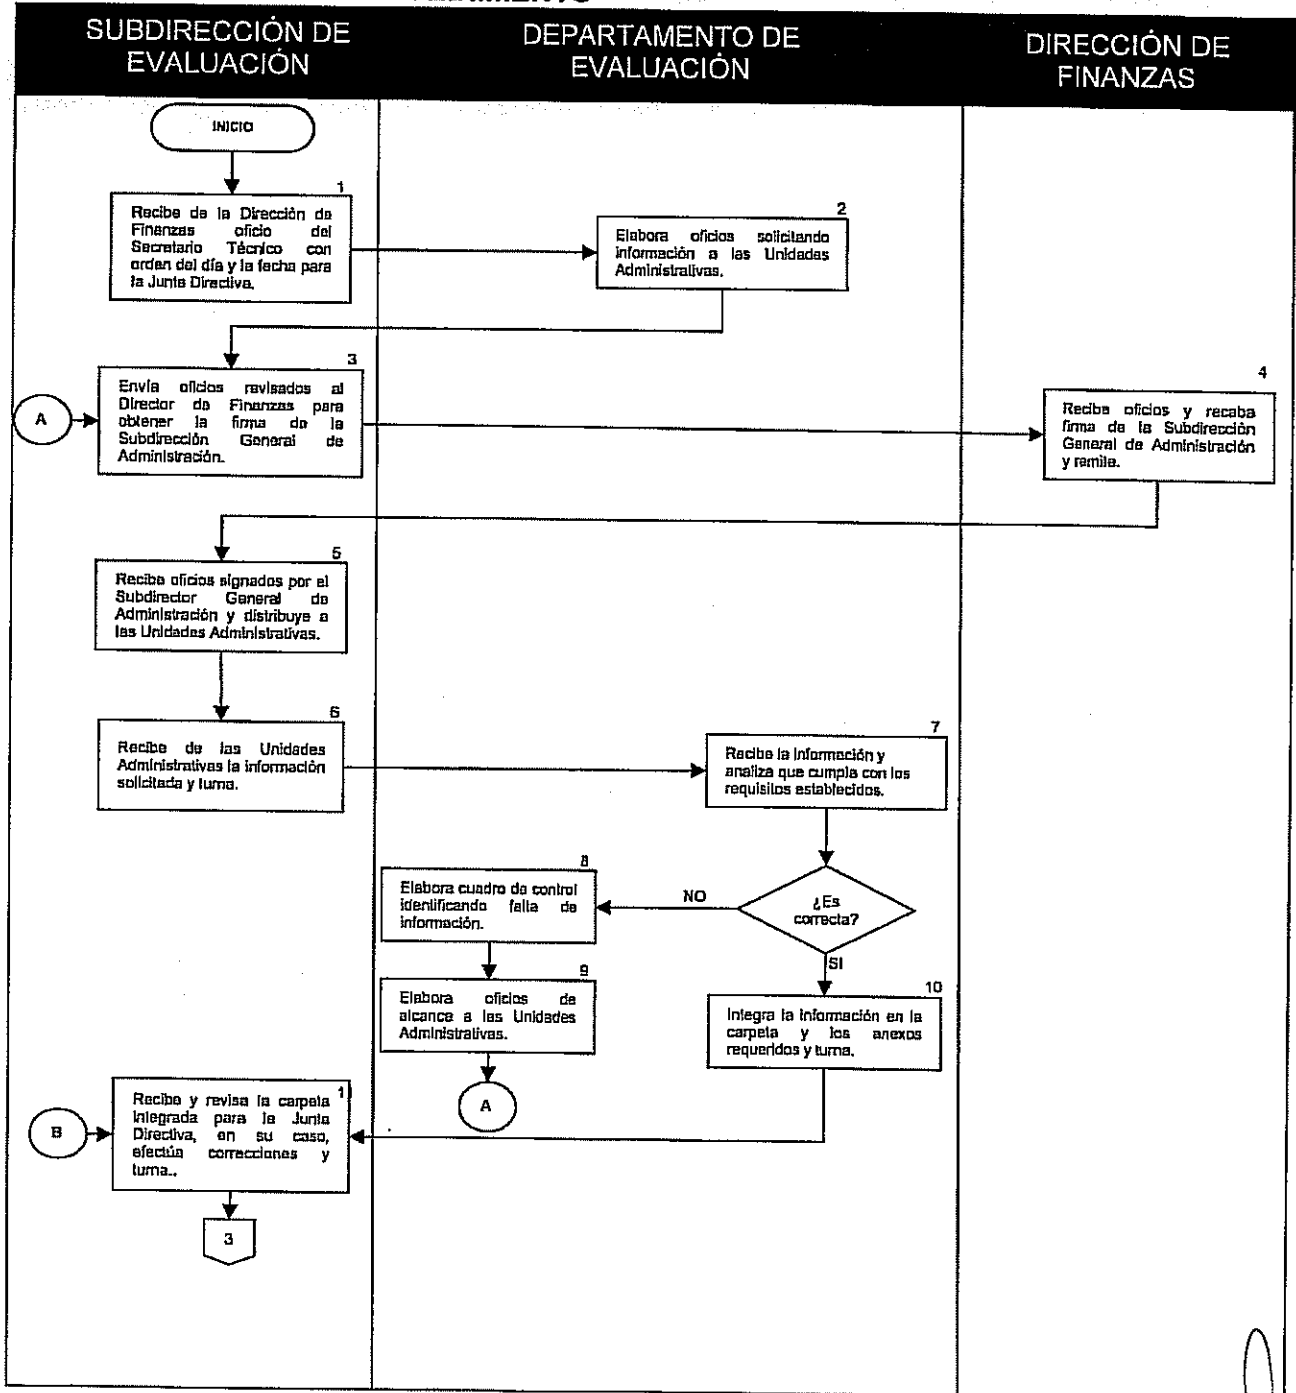 SUBDIRECCIÓN DE
EVALUACIÓN
DEPARTAMENTO DE
EVALUACIÓN
DIRECCIÓN DE
FINANZAS
INICIO
1
Recibe de la Dirección de
Finanzas oficio del
Secretario Técnico con
orden del día y la fecha para
la Junta Directiva.
2
Elabora oficios solicitando
información a las Unidades
Administrativas.
3
Envía oficios revisados al
Director de Finanzas para
obtener la firma de la
Subdirección General de
Administración.
A
4
Recibe oficios y recaba
firma de la Subdirección
General de Administración
y remite.
5
Recibe oficios signados por el
Subdirector General de
Administración y distribuye a
las Unidades Administrativas.
6
Recibe de las Unidades
Administrativas la información
solicitada y turna.
7
Recibe la información y
analiza que cumpla con los
requisitos establecidos.
¿Es
correcta?
NO
SI
8
Elabora cuadro de control
identificando falta de
información.
9
Elabora oficios de
alcance a las Unidades
Administrativas.
A
10
Integra la información en la
carpeta y los anexos
requeridos y turna.
B
Recibe y revisa la carpeta
integrada para la Junta
Directiva, en su caso,
efectúa correcciones y
turna..
3